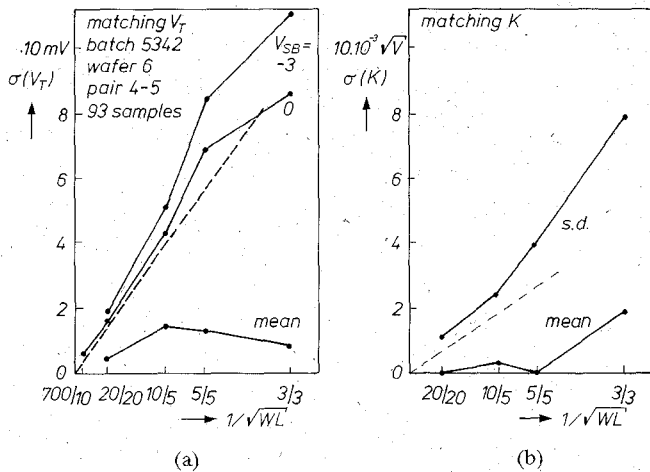 matching V_T
batch 5342
wafer 6
pair 4-5
93 samples
10 mV
σ(V_T)
8
6
4
2
0
V_SB =
-3
0
mean
700/10
20/20
10/5
5/5
3/3
1/√WL
(a)
matching K
10.10⁻³ √V
σ(K)
8
6
4
2
0
s.d.
mean
20/20
10/5
5/5
3/3
1/√WL
(b)